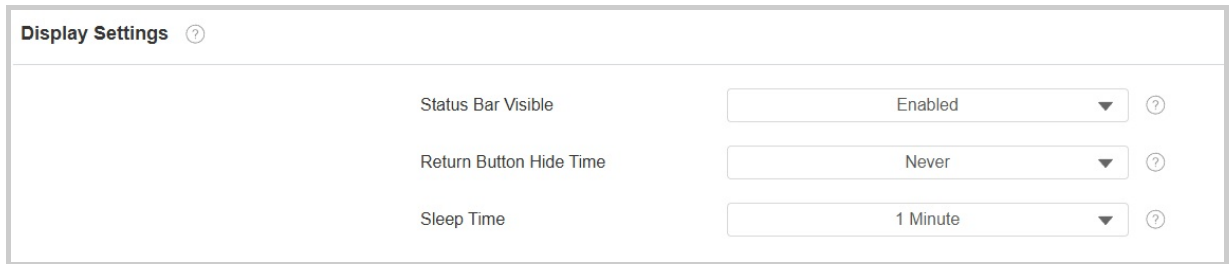 Display Settings ?
Status Bar Visible Enabled ?
Return Button Hide Time Never ?
Sleep Time 1 Minute ?